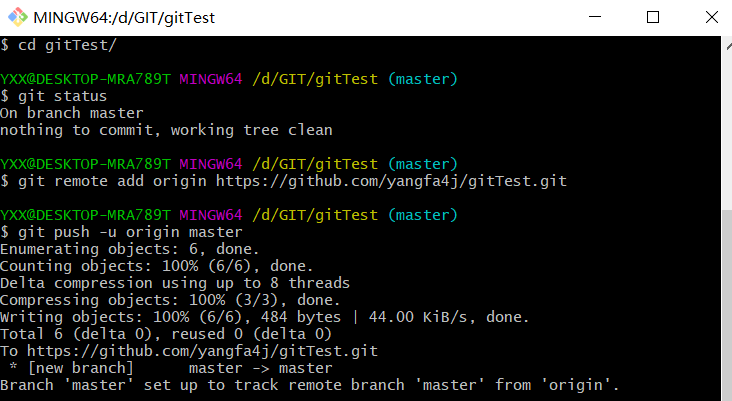 MINGW64:/d/GIT/gitTest
$ cd gitTest/
YXX@DESKTOP-MRA789T MINGW64 /d/GIT/gitTest (master)
$ git status
On branch master
nothing to commit, working tree clean
YXX@DESKTOP-MRA789T MINGW64 /d/GIT/gitTest (master)
$ git remote add origin https://github.com/yangfa4j/gitTest.git
YXX@DESKTOP-MRA789T MINGW64 /d/GIT/gitTest (master)
$ git push -u origin master
Enumerating objects: 6, done.
Counting objects: 100% (6/6), done.
Delta compression using up to 8 threads
Compressing objects: 100% (3/3), done.
Writing objects: 100% (6/6), 484 bytes | 44.00 KiB/s, done.
Total 6 (delta 0), reused 0 (delta 0)
To https://github.com/yangfa4j/gitTest.git
 * [new branch]      master -> master
Branch 'master' set up to track remote branch 'master' from 'origin'.